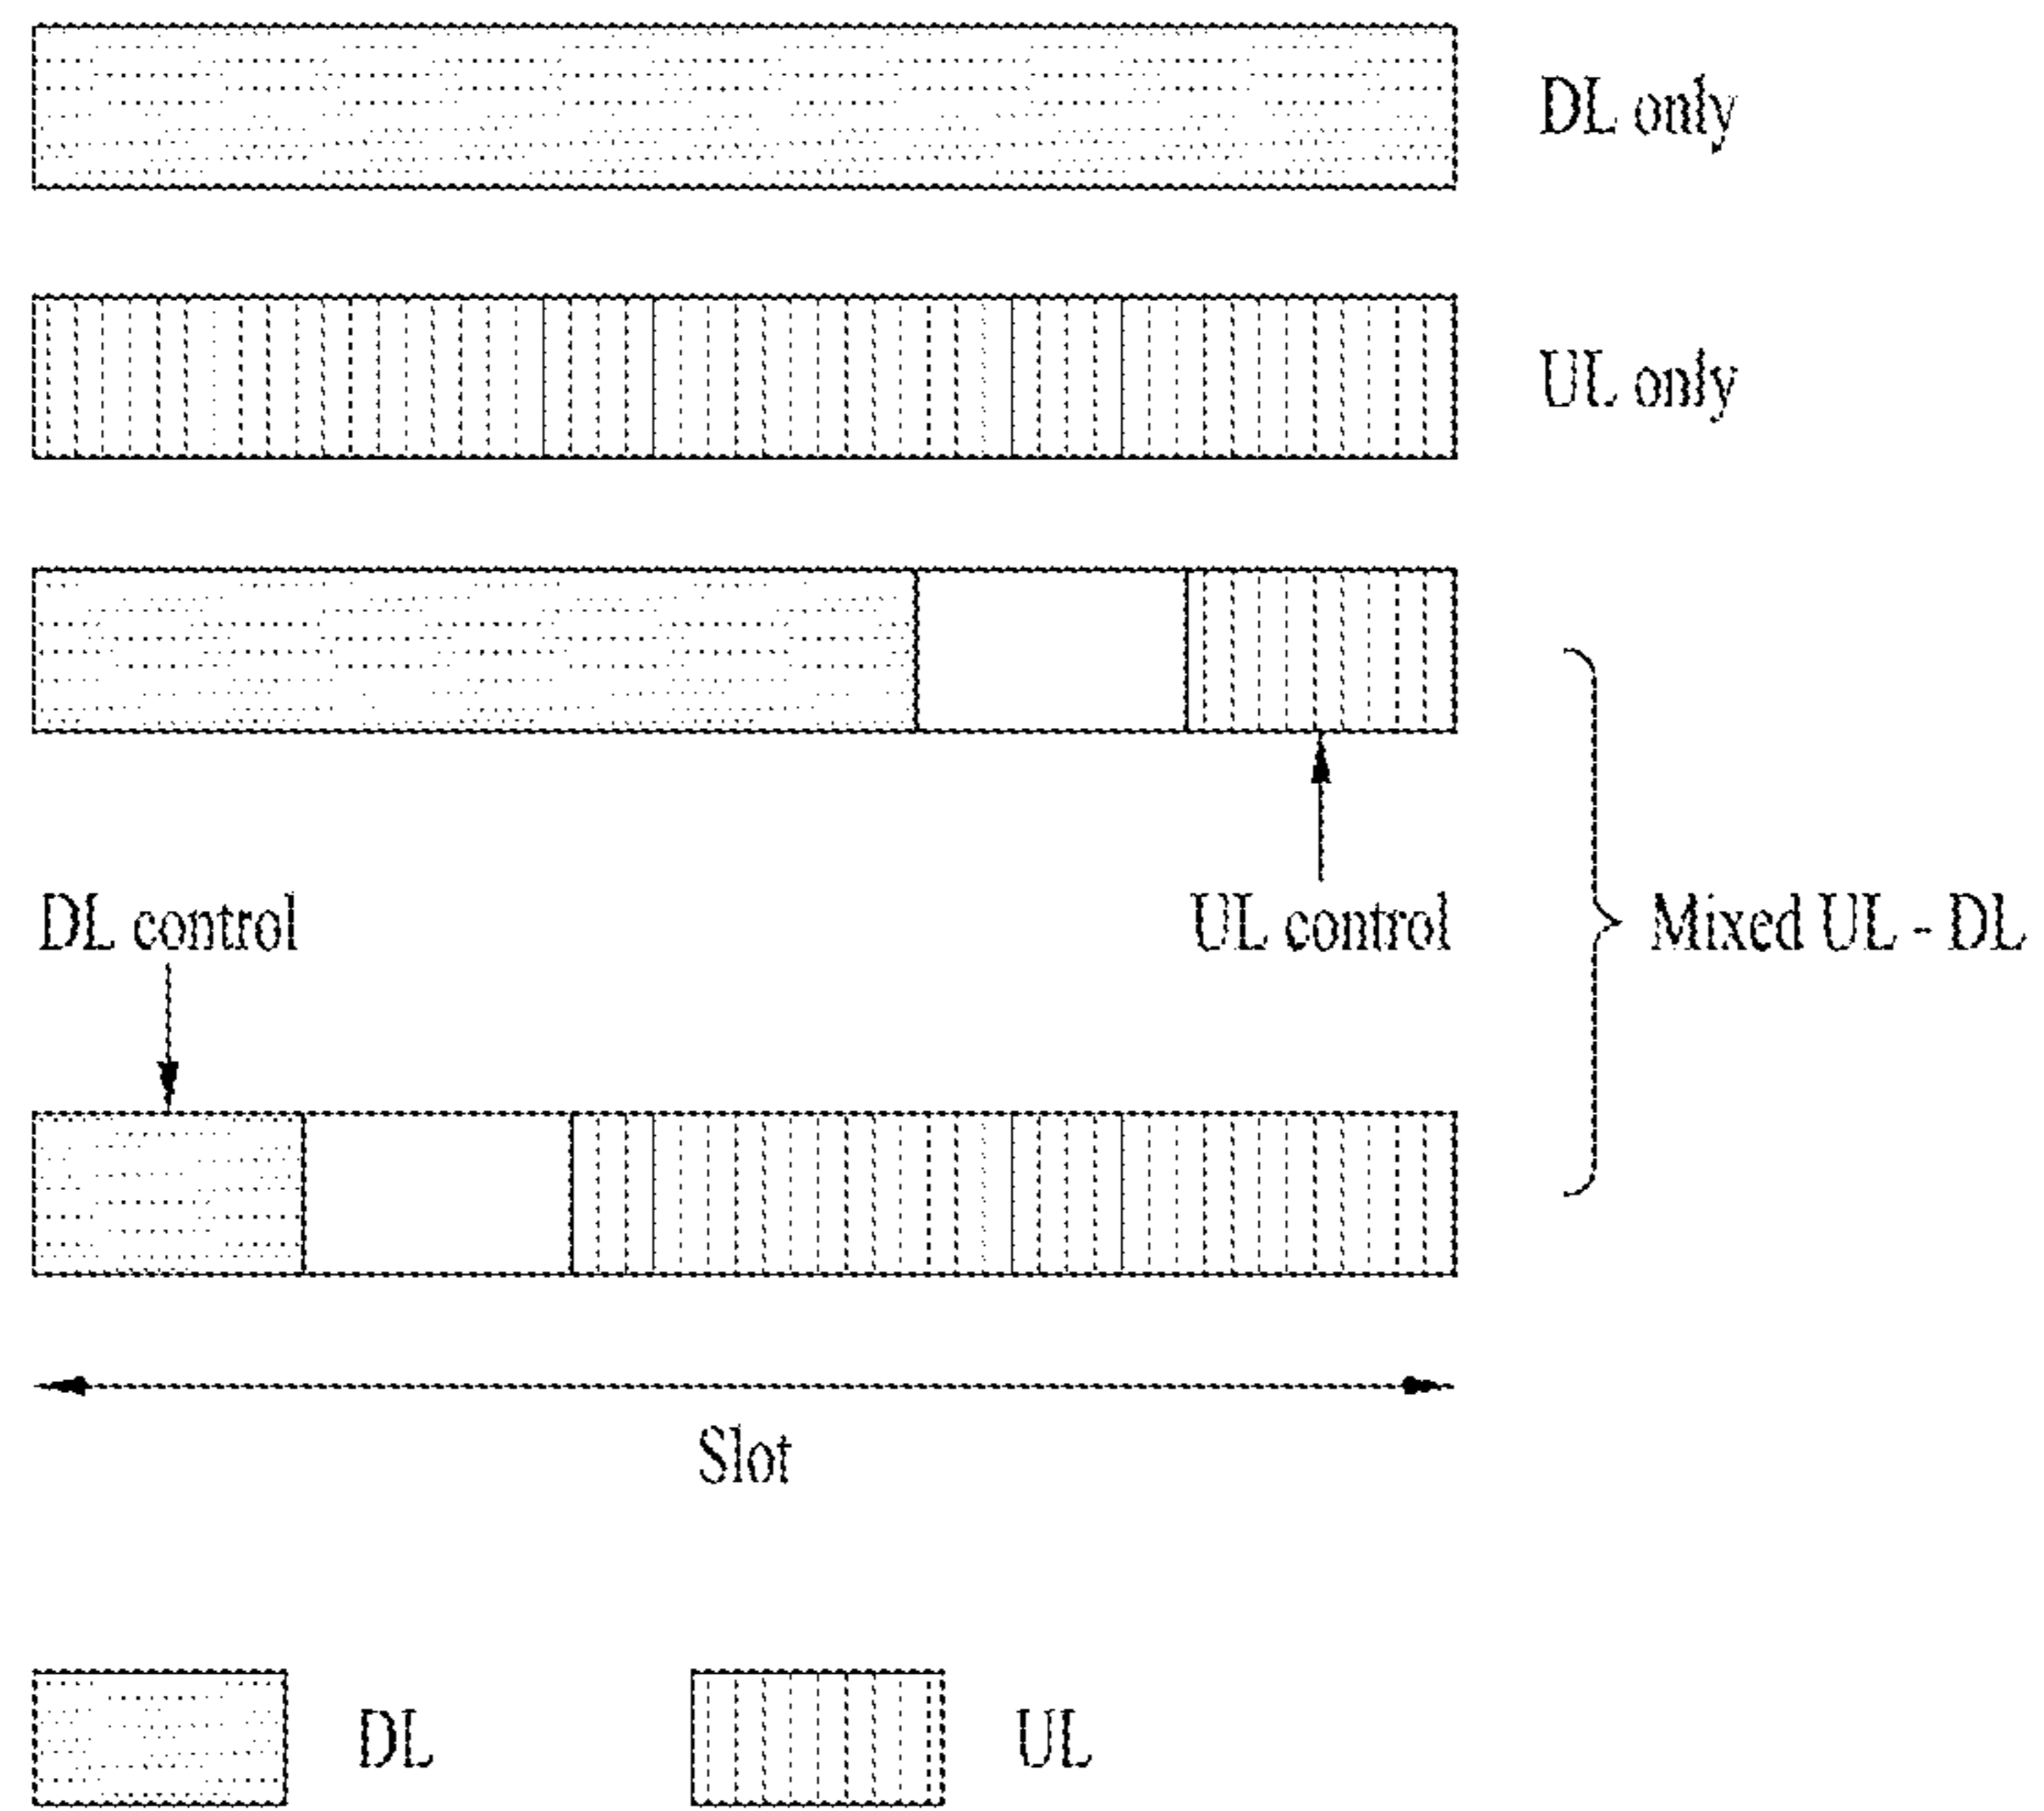 DL only
UL only
DL control
UL control
Mixed UL - DL
Slot
DL
UL